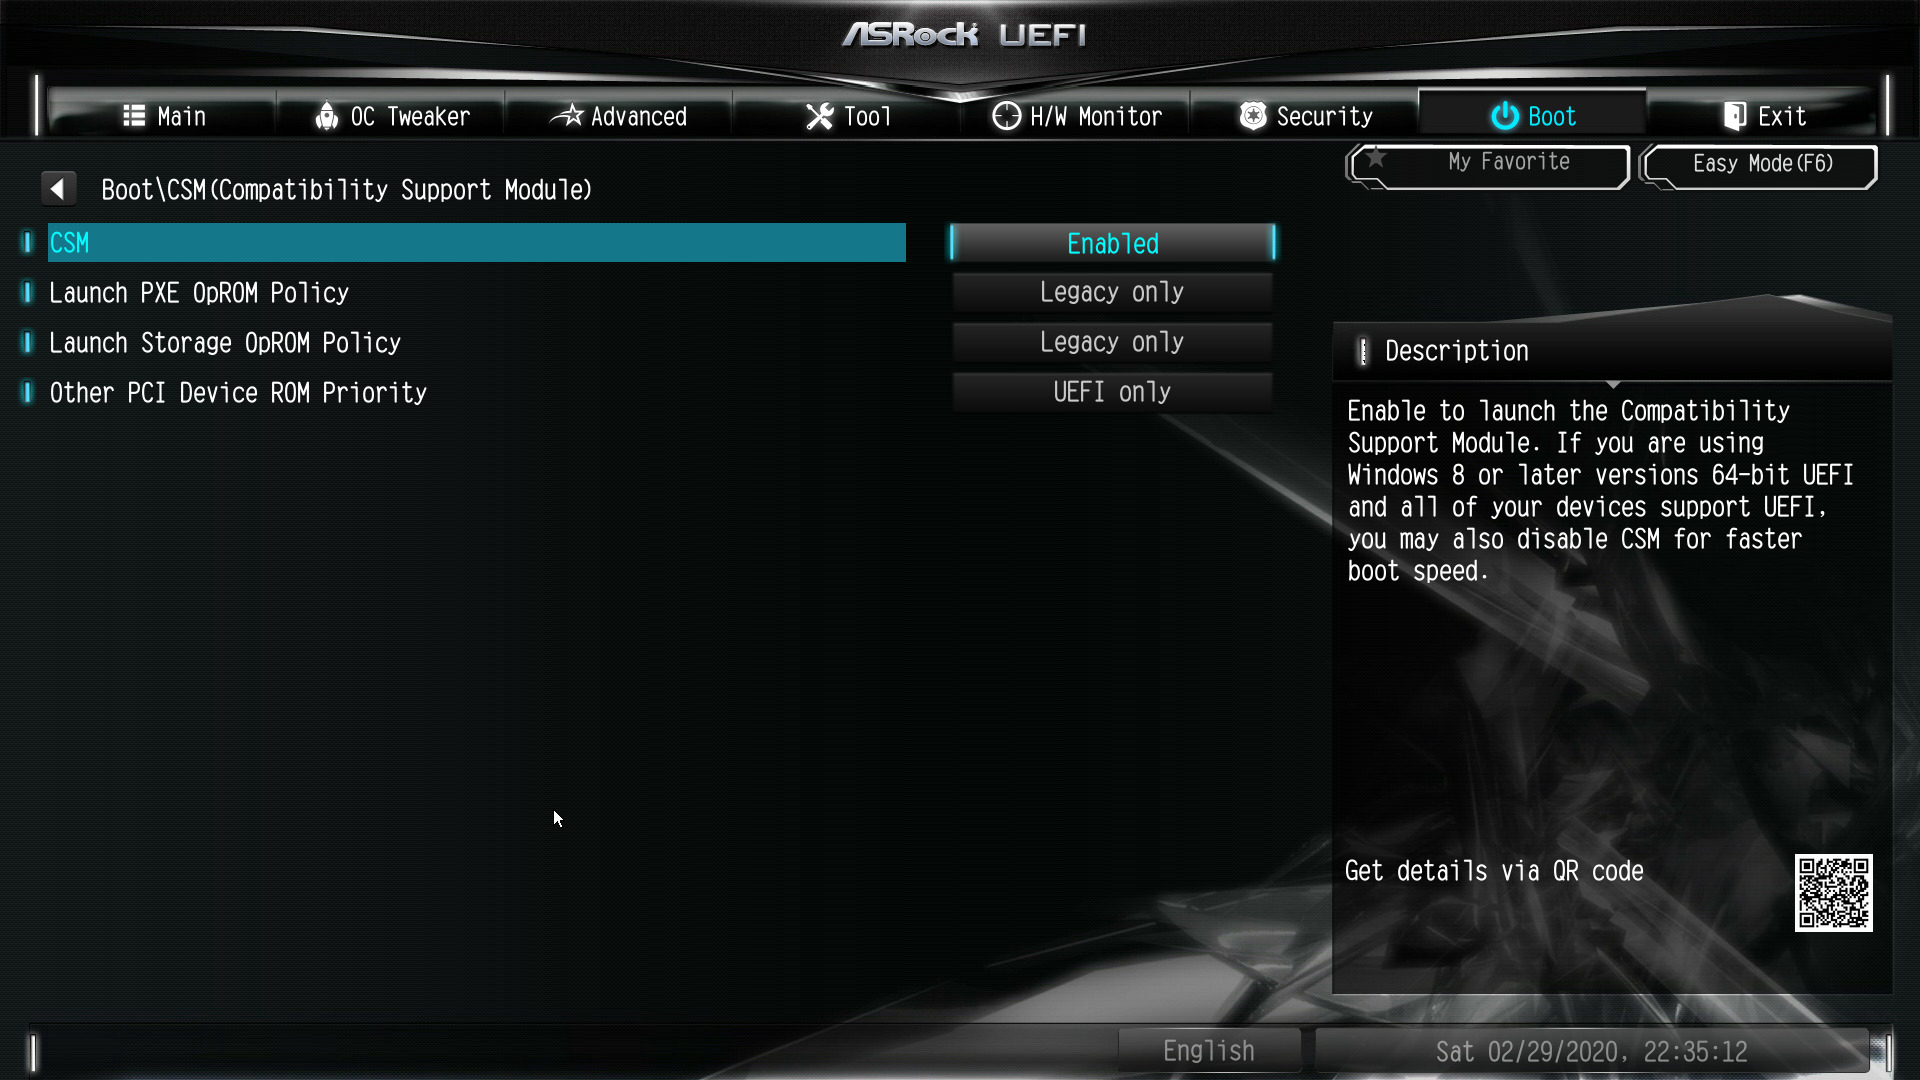 ASRock UEFI
Main
OC Tweaker
Advanced
Tool
H/W Monitor
Security
Boot
Exit
My Favorite
Easy Mode(F6)
Boot\CSM(Compatibility Support Module)
CSM
Enabled
Launch PXE OpROM Policy
Legacy only
Launch Storage OpROM Policy
Legacy only
Other PCI Device ROM Priority
UEFI only
Description
Enable to launch the Compatibility
Support Module. If you are using
Windows 8 or later versions 64-bit UEFI
and all of your devices support UEFI,
you may also disable CSM for faster
boot speed.
Get details via QR code
English
Sat 02/29/2020, 22:35:12